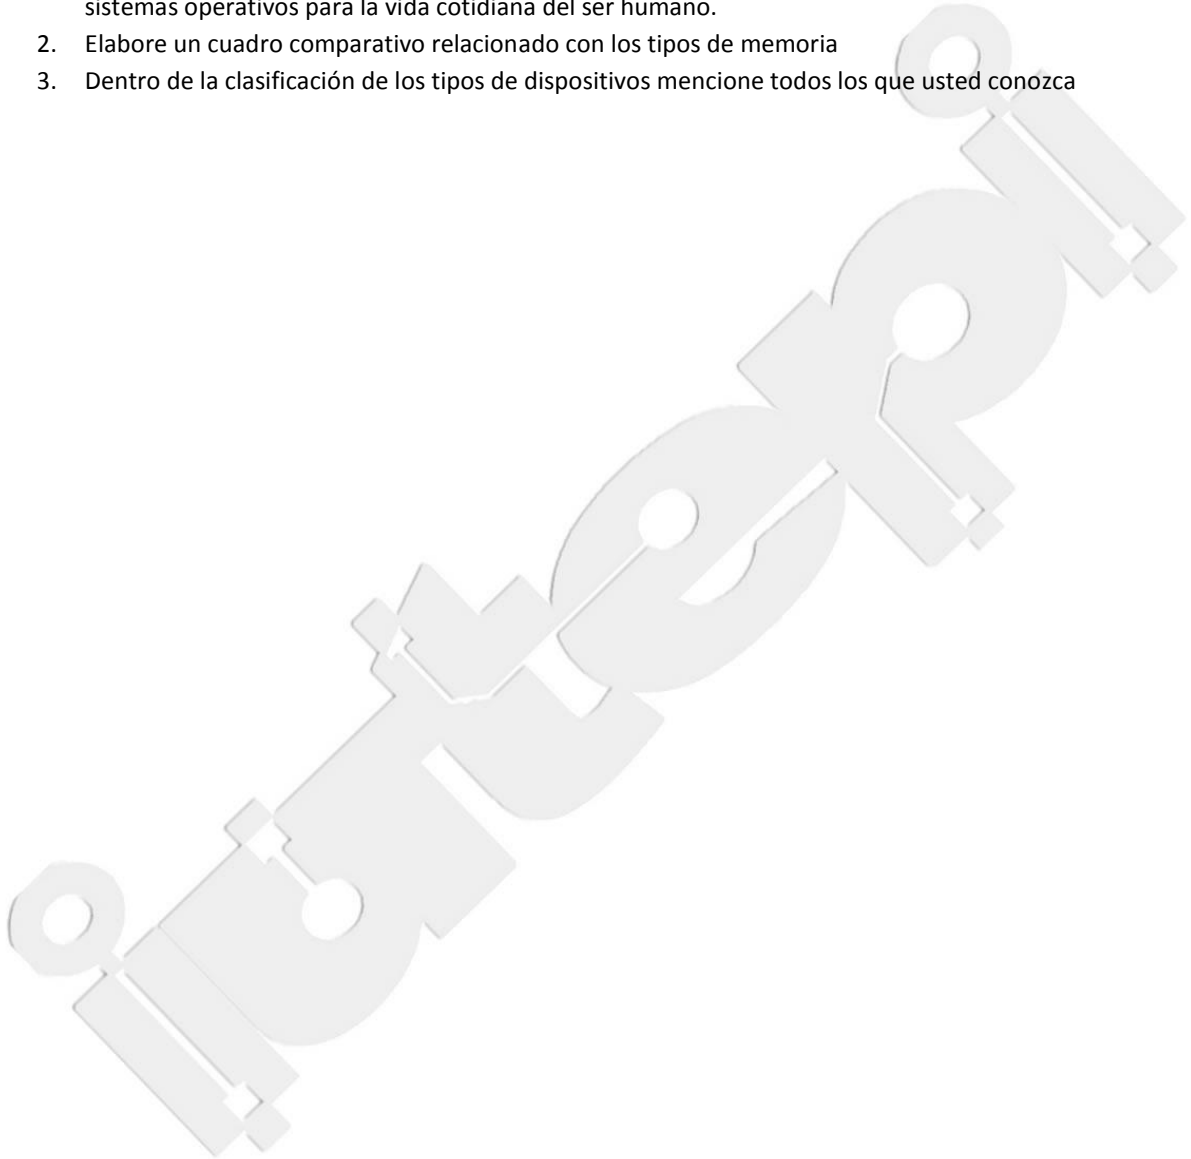 sistemas operativos para la vida cotidiana del ser humano.
2. Elabore un cuadro comparativo relacionado con los tipos de memoria
3. Dentro de la clasificación de los tipos de dispositivos mencione todos los que usted conozca
iutepi